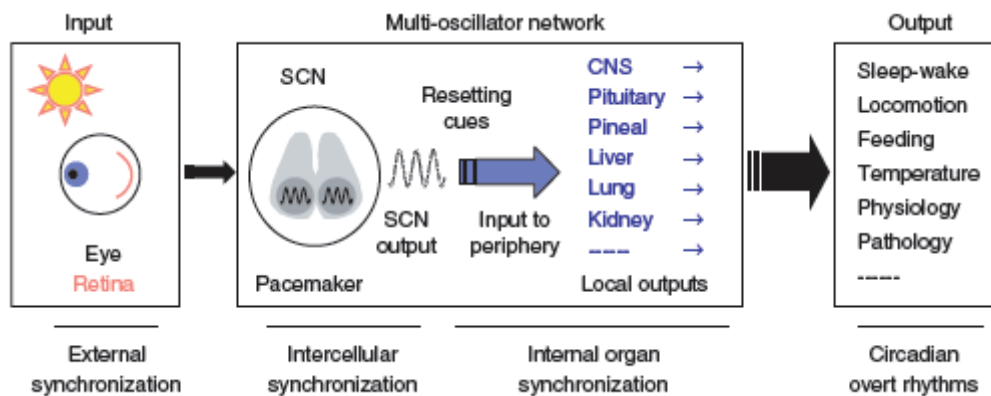 Input
Multi-oscillator network
Output
Eye
Retina
SCN
Pacemaker
SCN
output
Resetting
cues
Input to
periphery
CNS →
Pituitary →
Pineal →
Liver →
Lung →
Kidney →
------ →
Local outputs
Sleep-wake
Locomotion
Feeding
Temperature
Physiology
Pathology
------
External
synchronization
Intercellular
synchronization
Internal organ
synchronization
Circadian
overt rhythms